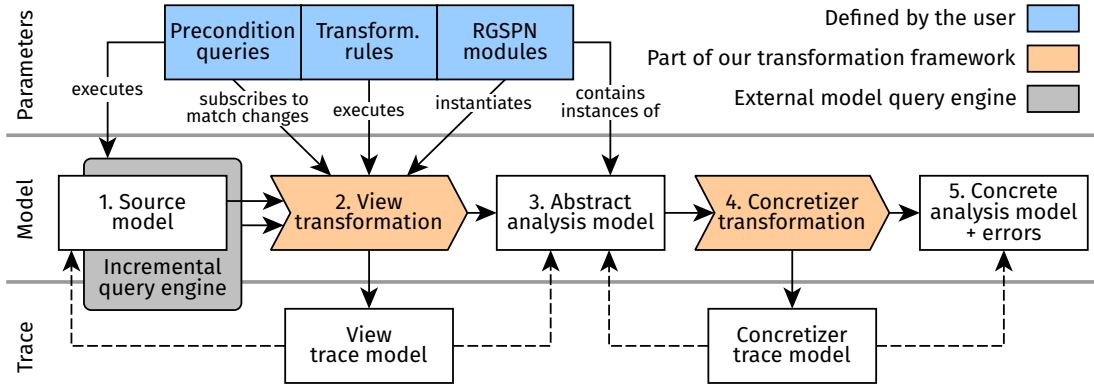 Parameters
Precondition
queries
Transform.
rules
RGSPN
modules
Defined by the user
Part of our transformation framework
External model query engine
executes
subscribes to
match changes
executes
instantiates
contains
instances of
Model
1. Source
model
Incremental
query engine
2. View
transformation
3. Abstract
analysis model
4. Concretizer
transformation
5. Concrete
analysis model
+ errors
Trace
View
trace model
Concretizer
trace model